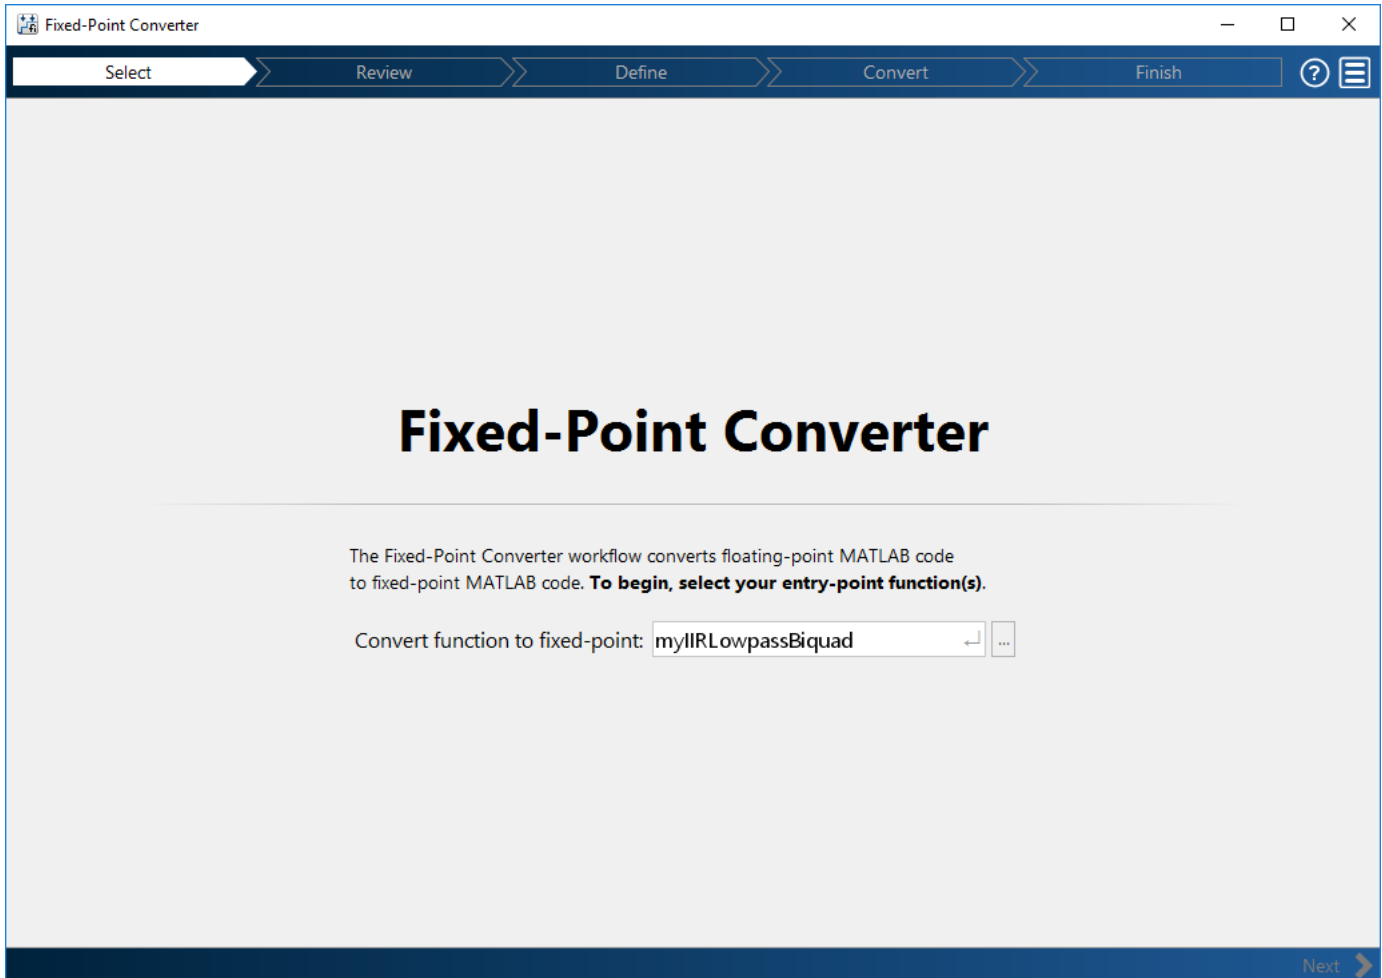 Fixed-Point Converter
Select Review Define Convert Finish ?
Fixed-Point Converter
The Fixed-Point Converter workflow converts floating-point MATLAB code
to fixed-point MATLAB code. To begin, select your entry-point function(s).
Convert function to fixed-point: myIIRLowpassBiquad ...
Next